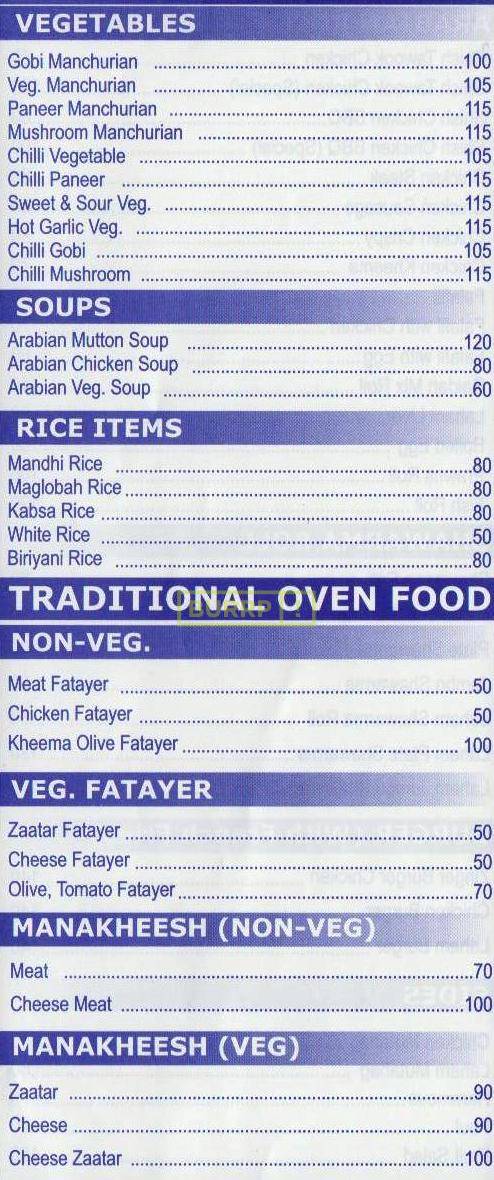 VEGETABLES
Gobi Manchurian ..... 100
Veg. Manchurian ..... 105
Paneer Manchurian ..... 115
Mushroom Manchurian ..... 115
Chilli Vegetable ..... 105
Chilli Paneer ..... 115
Sweet & Sour Veg. ..... 115
Hot Garlic Veg. ..... 115
Chilli Gobi ..... 105
Chilli Mushroom ..... 115
SOUPS
Arabian Mutton Soup ..... 120
Arabian Chicken Soup ..... 80
Arabian Veg. Soup ..... 60
RICE ITEMS
Mandhi Rice ..... 80
Maglobah Rice ..... 80
Kabsa Rice ..... 80
White Rice ..... 50
Biriyani Rice ..... 80
TRADITIONAL OVEN FOOD
BURRP !
NON-VEG.
Meat Fatayer ..... 50
Chicken Fatayer ..... 50
Kheema Olive Fatayer ..... 100
VEG. FATAYER
Zaatar Fatayer ..... 50
Cheese Fatayer ..... 50
Olive, Tomato Fatayer ..... 70
MANAKHEESH (NON-VEG)
Meat ..... 70
Cheese Meat ..... 100
MANAKHEESH (VEG)
Zaatar ..... 90
Cheese ..... 90
Cheese Zaatar ..... 100